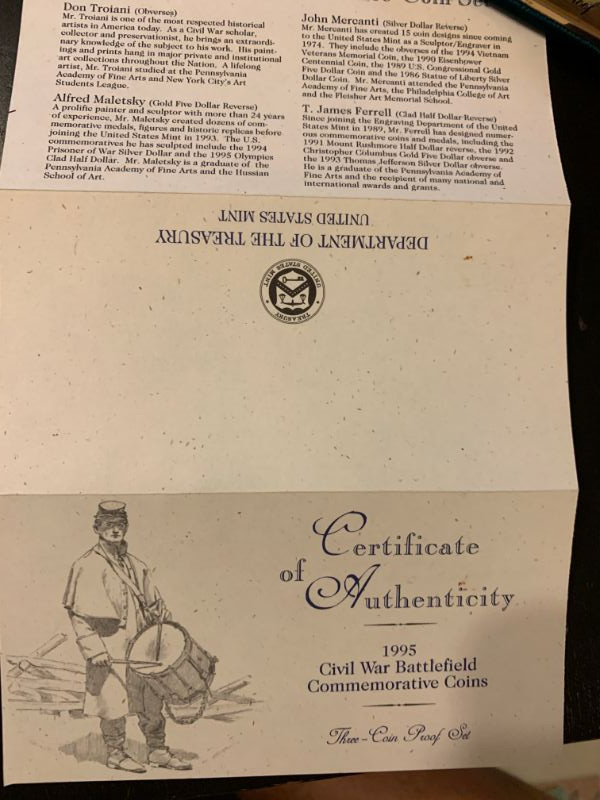 Coin Set
Don Troiani (Obverses)
Mr. Troiani is one of the most respected historical
artists in America today. As a Civil War scholar,
collector and preservationist, he brings an extraordi-
nary knowledge of the subject to his work. His paint-
ings and prints hang in major private and institutional
art collections throughout the Nation. A lifelong
artist, Mr. Troiani studied at the Pennsylvania
Academy of Fine Arts and New York City's Art
Students League.
Alfred Maletsky (Gold Five Dollar Reverse)
A prolific painter and sculptor with more than 24 years
of experience, Mr. Maletsky created dozens of com-
memorative medals, figures and historic replicas before
joining the United States Mint in 1993. The U.S.
commemoratives he has sculpted include the 1994
Prisoner of War Silver Dollar and the 1995 Olympics
Clad Half Dollar. Mr. Maletsky is a graduate of the
Pennsylvania Academy of Fine Arts and the Hussian
School of Art.
John Mercanti (Silver Dollar Reverse)
Mr. Mercanti has created 15 coin designs since coming
to the United States Mint as a Sculptor/Engraver in
1974. They include the obverses of the 1994 Vietnam
Veterans Memorial Coin, the 1990 Eisenhower
Centennial Coin, the 1989 U.S. Congressional Gold
Five Dollar Coin and the 1986 Statue of Liberty Silver
Dollar Coin. Mr. Mercanti attended the Pennsylvania
Academy of Fine Arts, the Philadelphia College of Art
and the Fleisher Art Memorial School.
T. James Ferrell (Clad Half Dollar Reverse)
Since joining the Engraving Department of the United
States Mint in 1989, Mr. Ferrell has designed numer-
ous commemorative coins and medals, including the
1991 Mount Rushmore Half Dollar reverse, the 1992
Christopher Columbus Gold Five Dollar obverse and
the 1993 Thomas Jefferson Silver Dollar obverse.
He is a graduate of the Pennsylvania Academy of
Fine Arts and the recipient of many national and
international awards and grants.
DEPARTMENT OF THE TREASURY
UNITED STATES MINT
TREASURY
UNITED STATES MINT
Certificate
of Authenticity
1995
Civil War Battlefield
Commemorative Coins
Three-Coin Proof Set